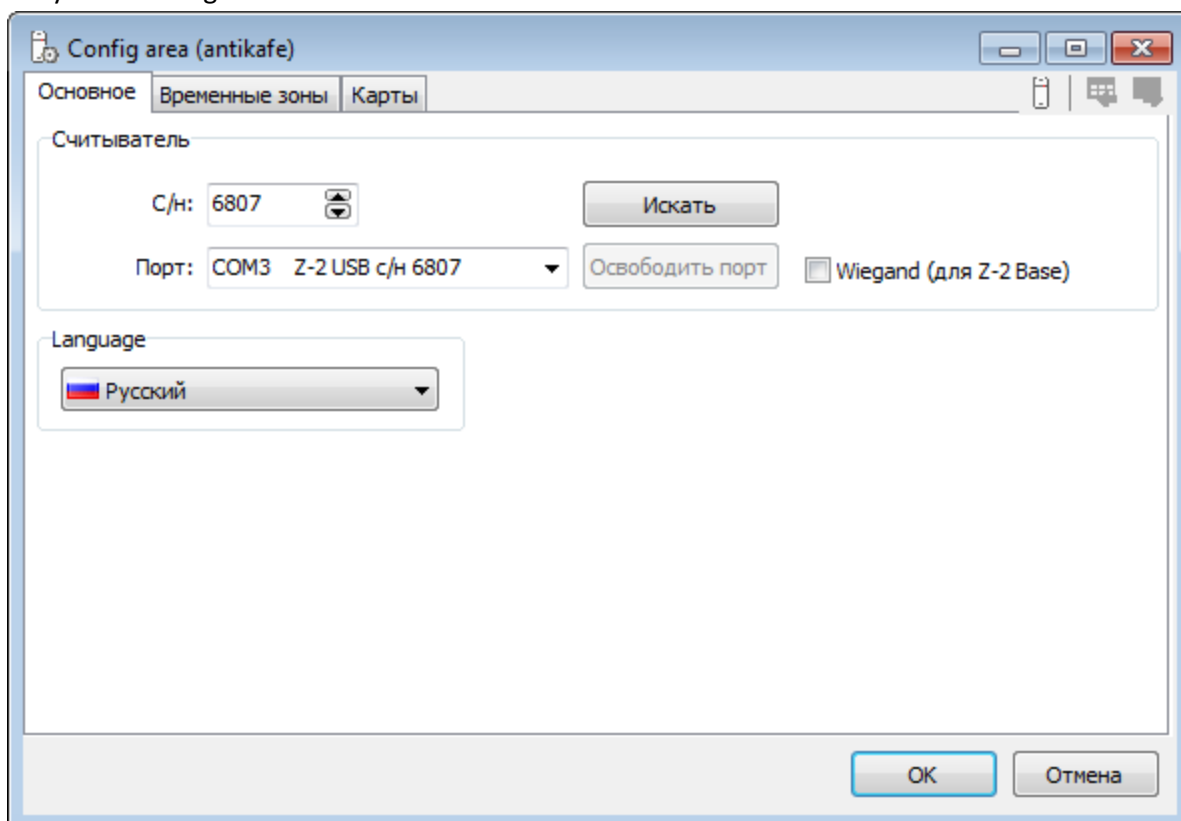 Config area (antikafe)
Основное Временные зоны Карты
Считыватель
С/н: 6807 Искать
Порт: COM3 Z-2 USB с/н 6807 Освободить порт Wiegand (для Z-2 Base)
Language
Русский
OK Отмена